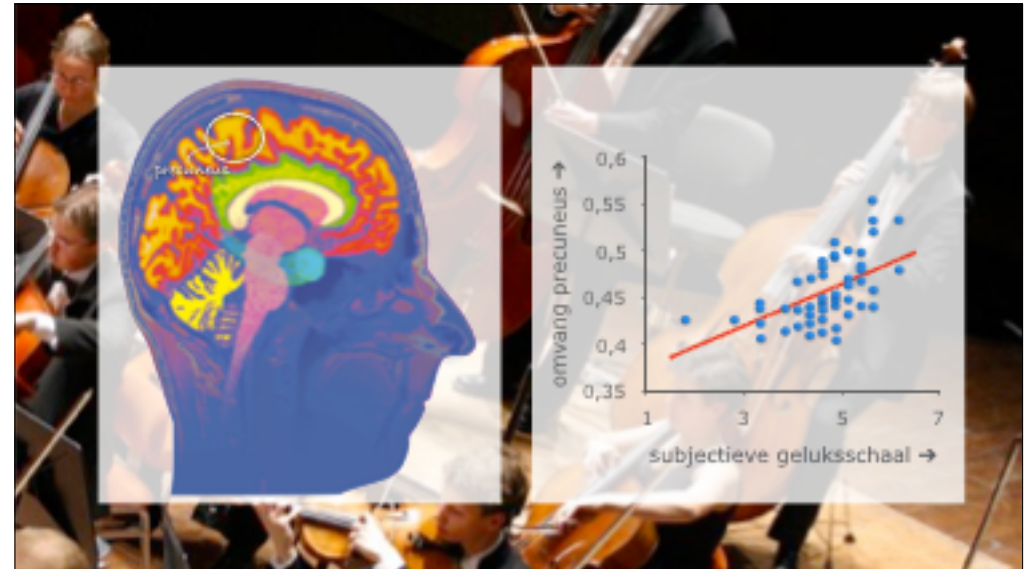 precuneus
omvang precuneus →
0,6
0,55
0,5
0,45
0,4
0,35
1 3 5 7
subjectieve geluksschaal →